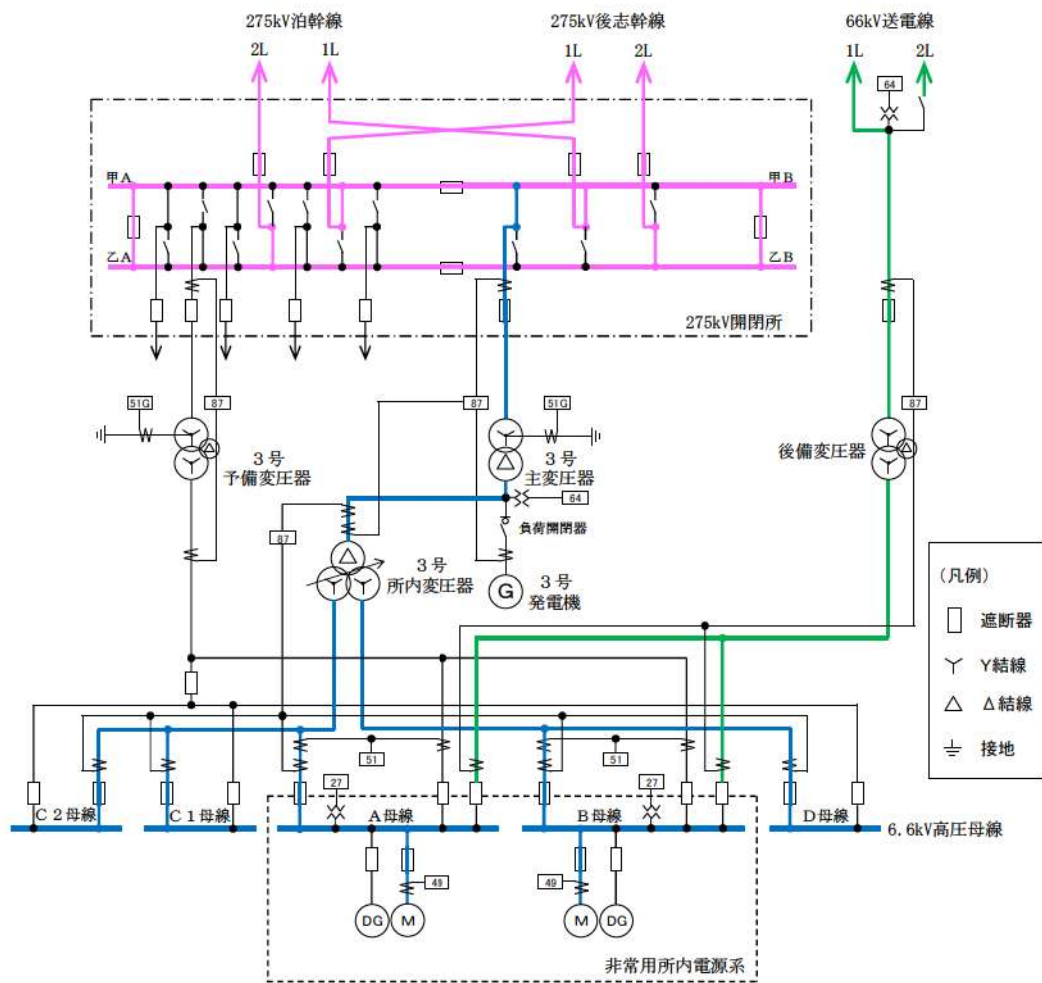 275kV泊幹線
275kV後志幹線
66kV送電線
2L
1L
1L
2L
1L
2L
64
甲A
甲B
乙A
乙B
275kV開閉所
51G
87
87
51G
87
3号
予備変圧器
3号
主変圧器
後備変圧器
64
87
負荷開閉器
3号
所内変圧器
G
3号
発電機
(凡例)
遮断器
Y結線
Δ結線
接地
51
51
27
27
C2母線
C1母線
A母線
B母線
D母線
6.6kV高圧母線
49
49
DG
M
M
DG
非常用所内電源系